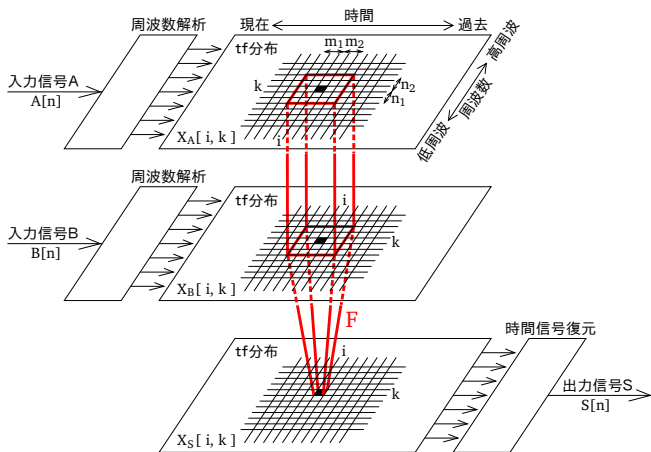 周波数解析
現在
時間
過去
tf分布
m₁ m₂
高周波
周波数
低周波
入力信号A
A[n]
k
n₂
n₁
X_A[ i, k ]
i
周波数解析
tf分布
i
入力信号B
B[n]
k
X_B[ i, k ]
F
時間信号復元
tf分布
i
k
出力信号S
S[n]
X_S[ i, k ]